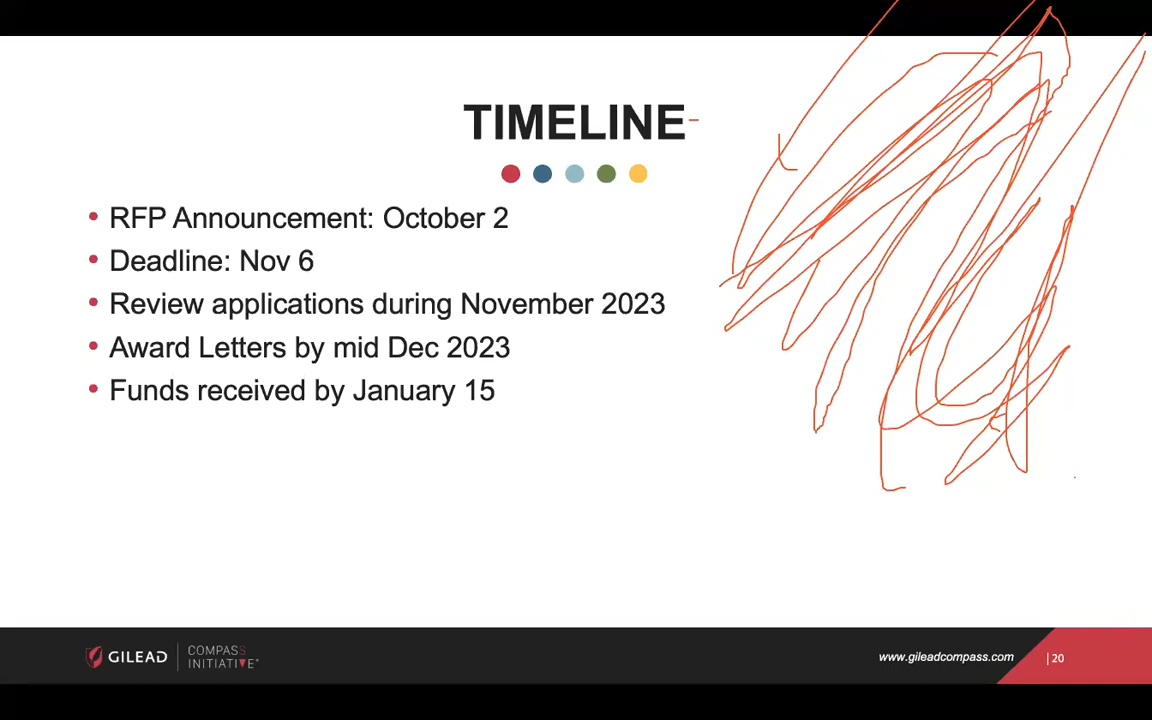 TIMELINE
• RFP Announcement: October 2
• Deadline: Nov 6
• Review applications during November 2023
• Award Letters by mid Dec 2023
• Funds received by January 15
GILEAD | COMPASS INITIATIVE®
www.gileadcompass.com | 20